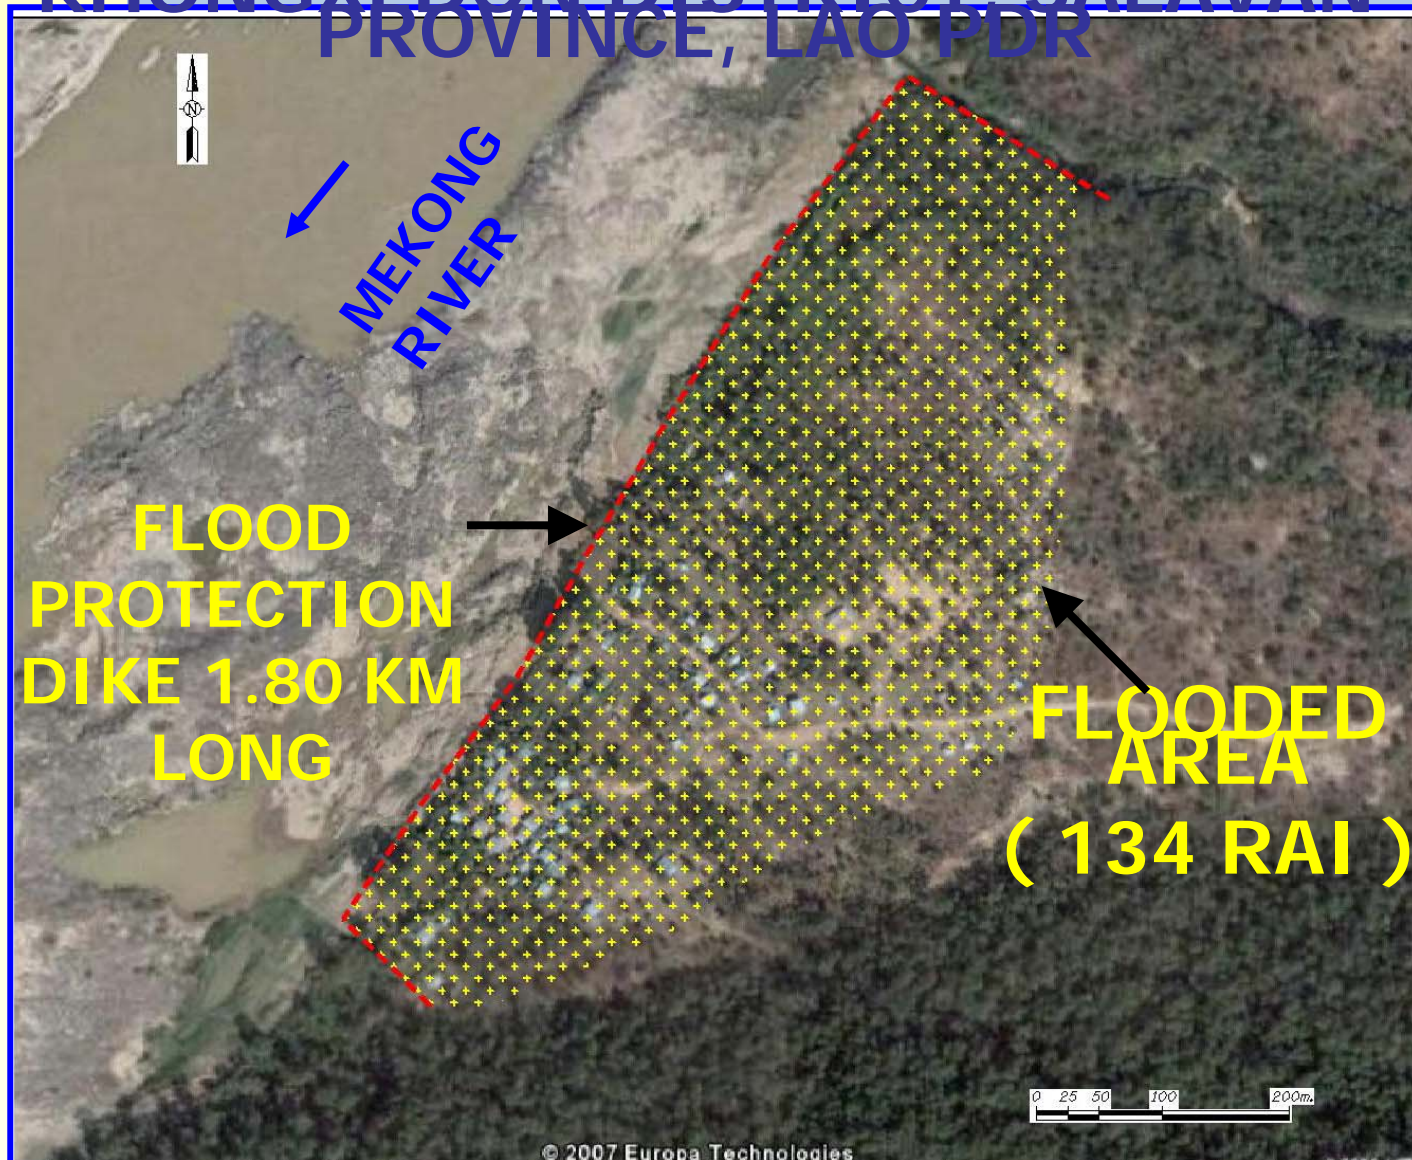 PROVINCE, LAO PDR
N
MEKONG
RIVER
FLOOD
PROTECTION
DIKE 1.80 KM
LONG
FLOODED
AREA
( 134 RAI )
0 25 50 100 200m.
© 2007 Europa Technologies